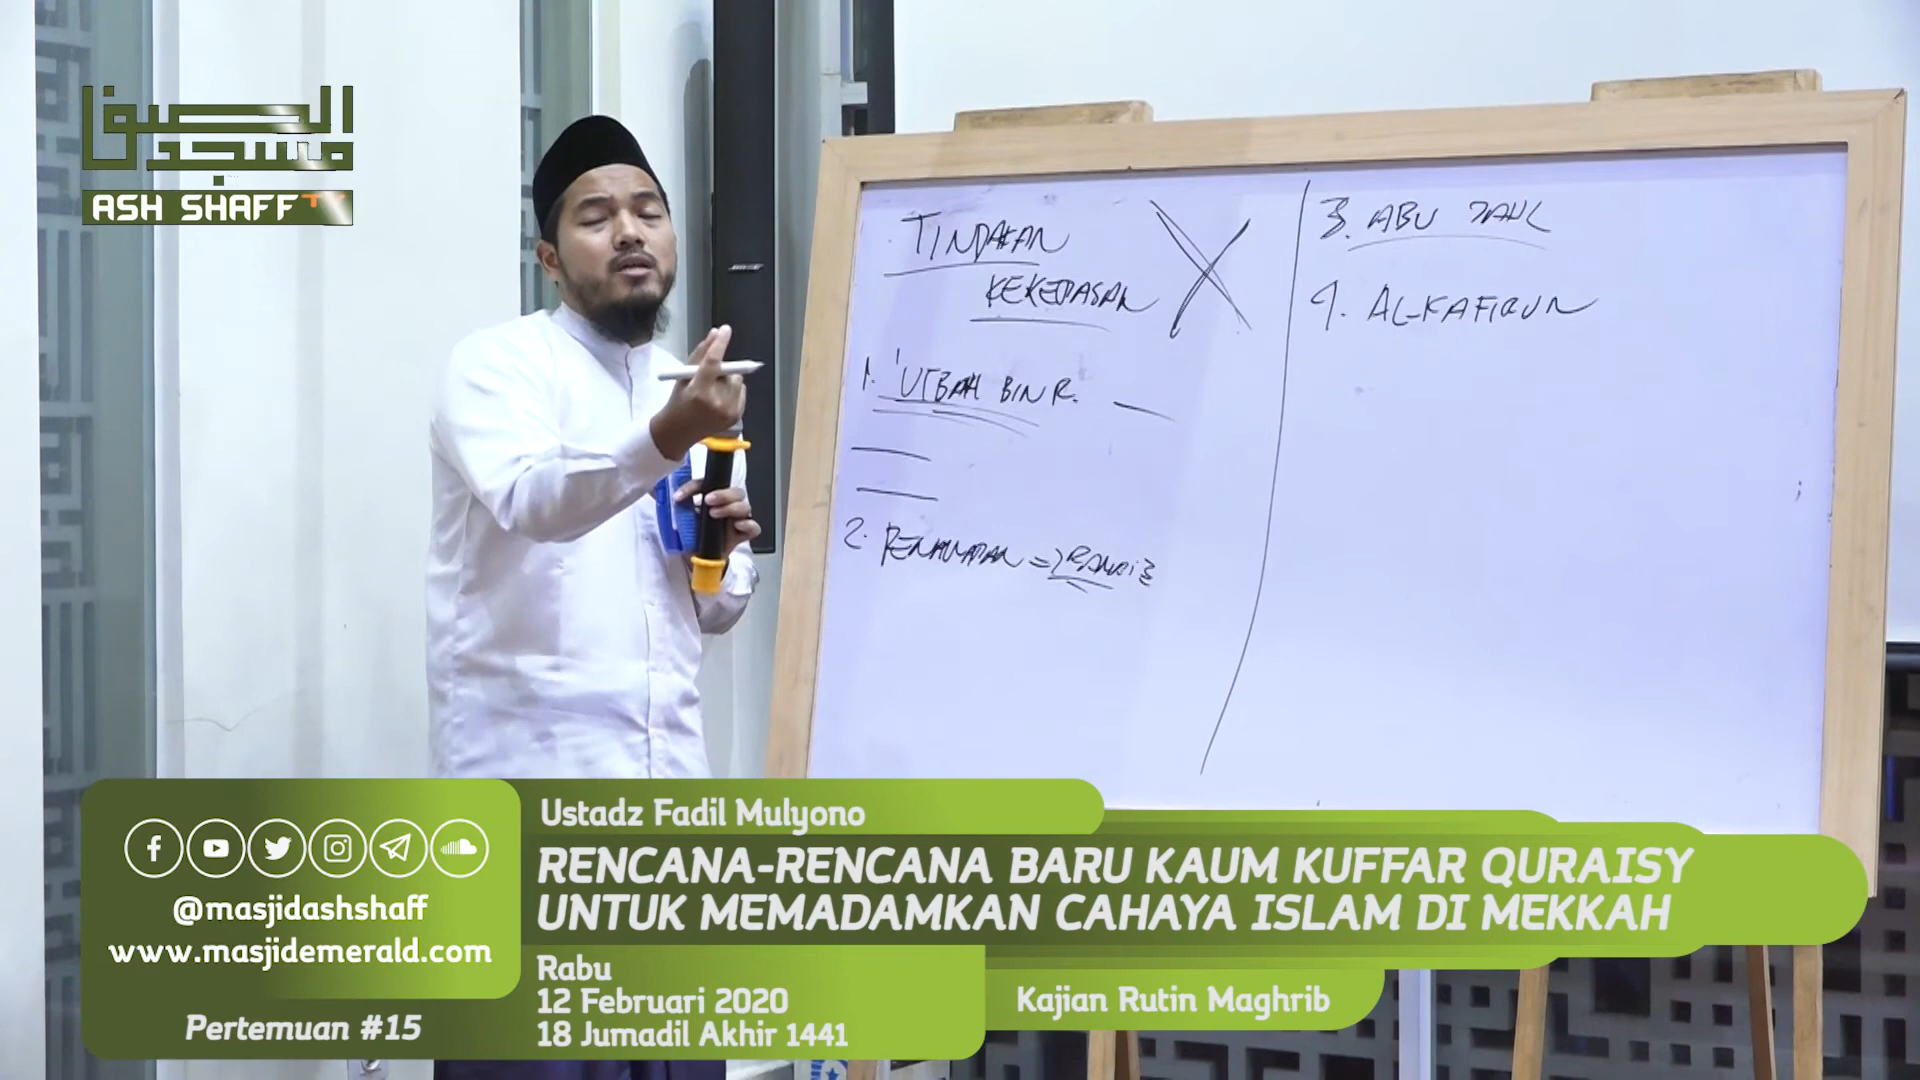 مسجد الصوف
ASH SHAFF TV
TINDAKAN
KEKERASAN
1. 'UTBAH BIN R.
2. PENAWARAN =>
3. ABU JAHL
4. AL-KAFIRUN
Ustadz Fadil Mulyono
RENCANA-RENCANA BARU KAUM KUFFAR QURAISY
UNTUK MEMADAMKAN CAHAYA ISLAM DI MEKKAH
@masjidashshaff
www.masjidemerald.com
Pertemuan #15
Rabu
12 Februari 2020
18 Jumadil Akhir 1441
Kajian Rutin Maghrib